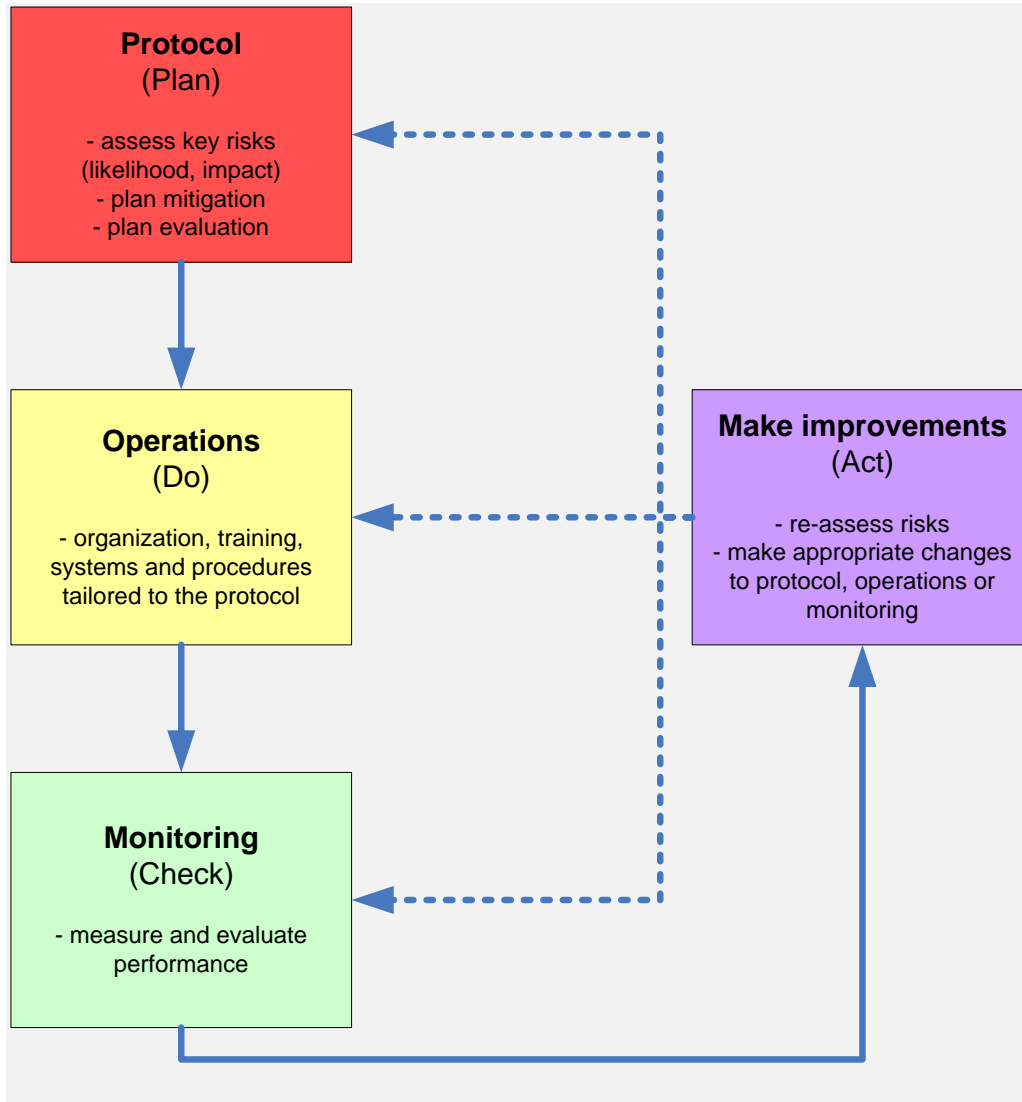 Protocol
(Plan)
- assess key risks
(likelihood, impact)
- plan mitigation
- plan evaluation
Operations
(Do)
- organization, training,
systems and procedures
tailored to the protocol
Make improvements
(Act)
- re-assess risks
- make appropriate changes
to protocol, operations or
monitoring
Monitoring
(Check)
- measure and evaluate
performance